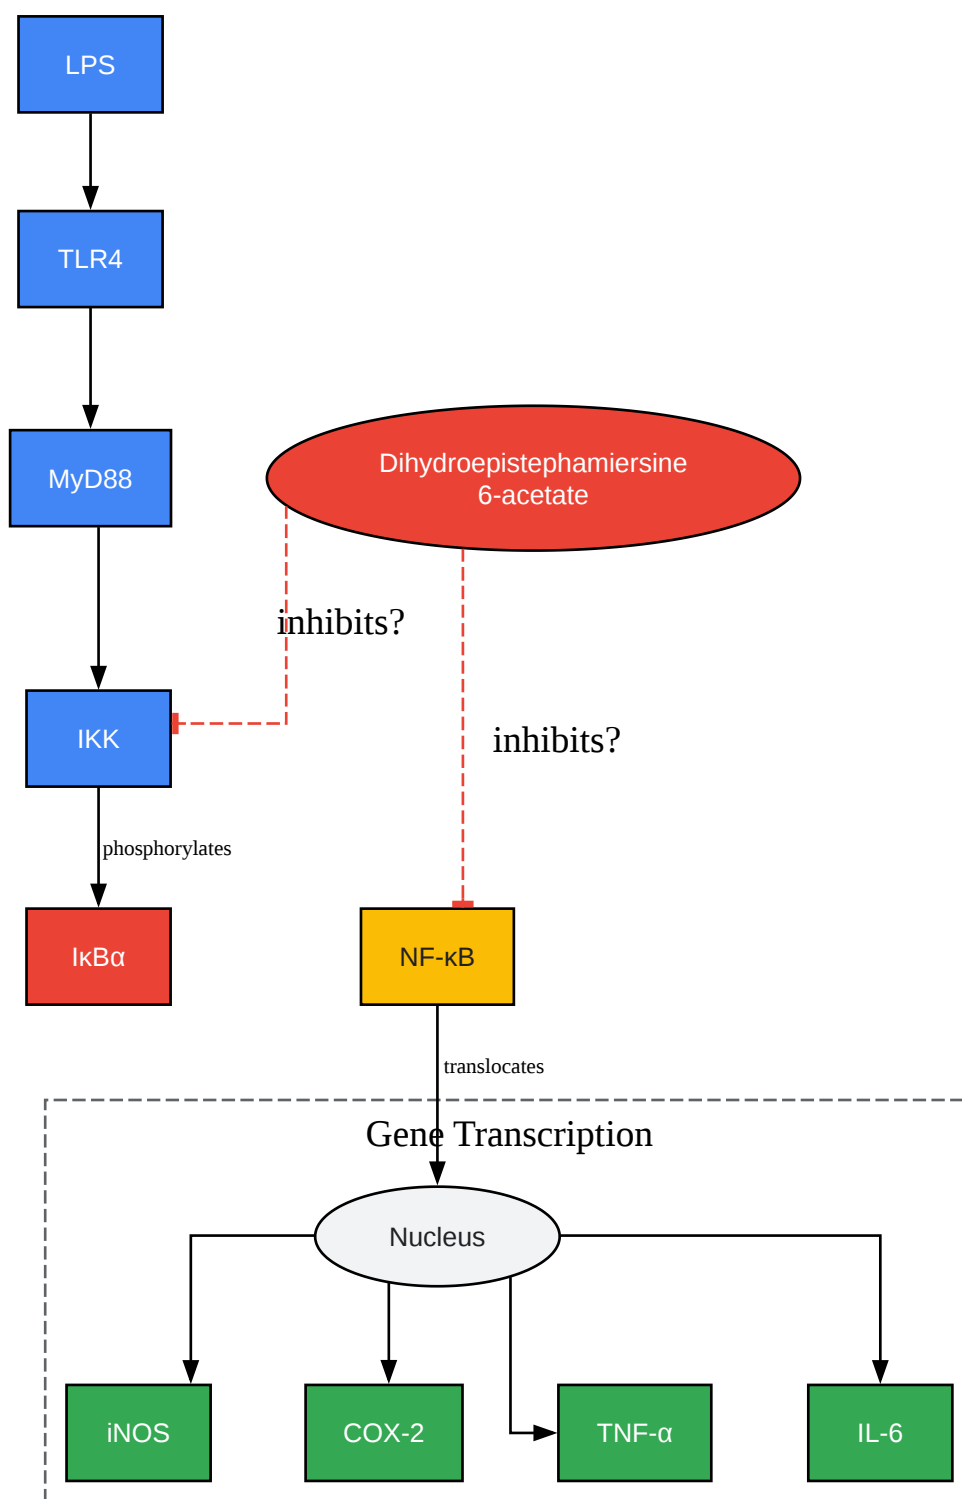 LPS
TLR4
MyD88
Dihydroepistephamiersine
6-acetate
inhibits?
IKK
inhibits?
phosphorylates
IκBα
NF-κB
translocates
Gene Transcription
Nucleus
iNOS
COX-2
TNF-α
IL-6